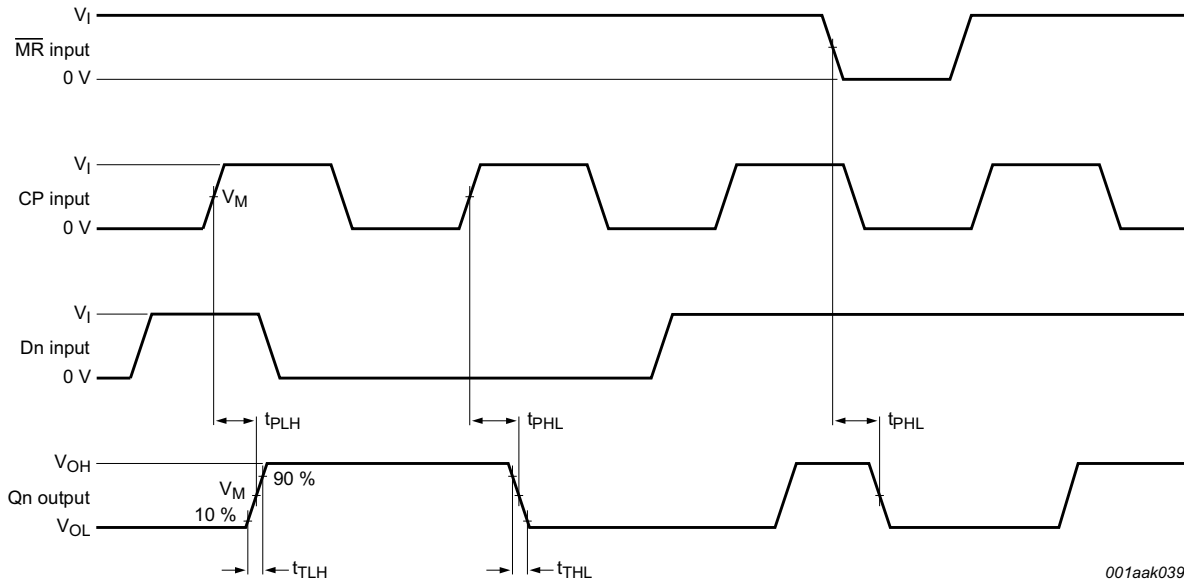 V_I
M̅R̅ input
0 V
V_I
CP input
V_M
0 V
V_I
Dn input
0 V
t_PLH
t_PHL
t_PHL
V_OH
90 %
V_M
Qn output
10 %
V_OL
t_TLH
t_THL
001aak039